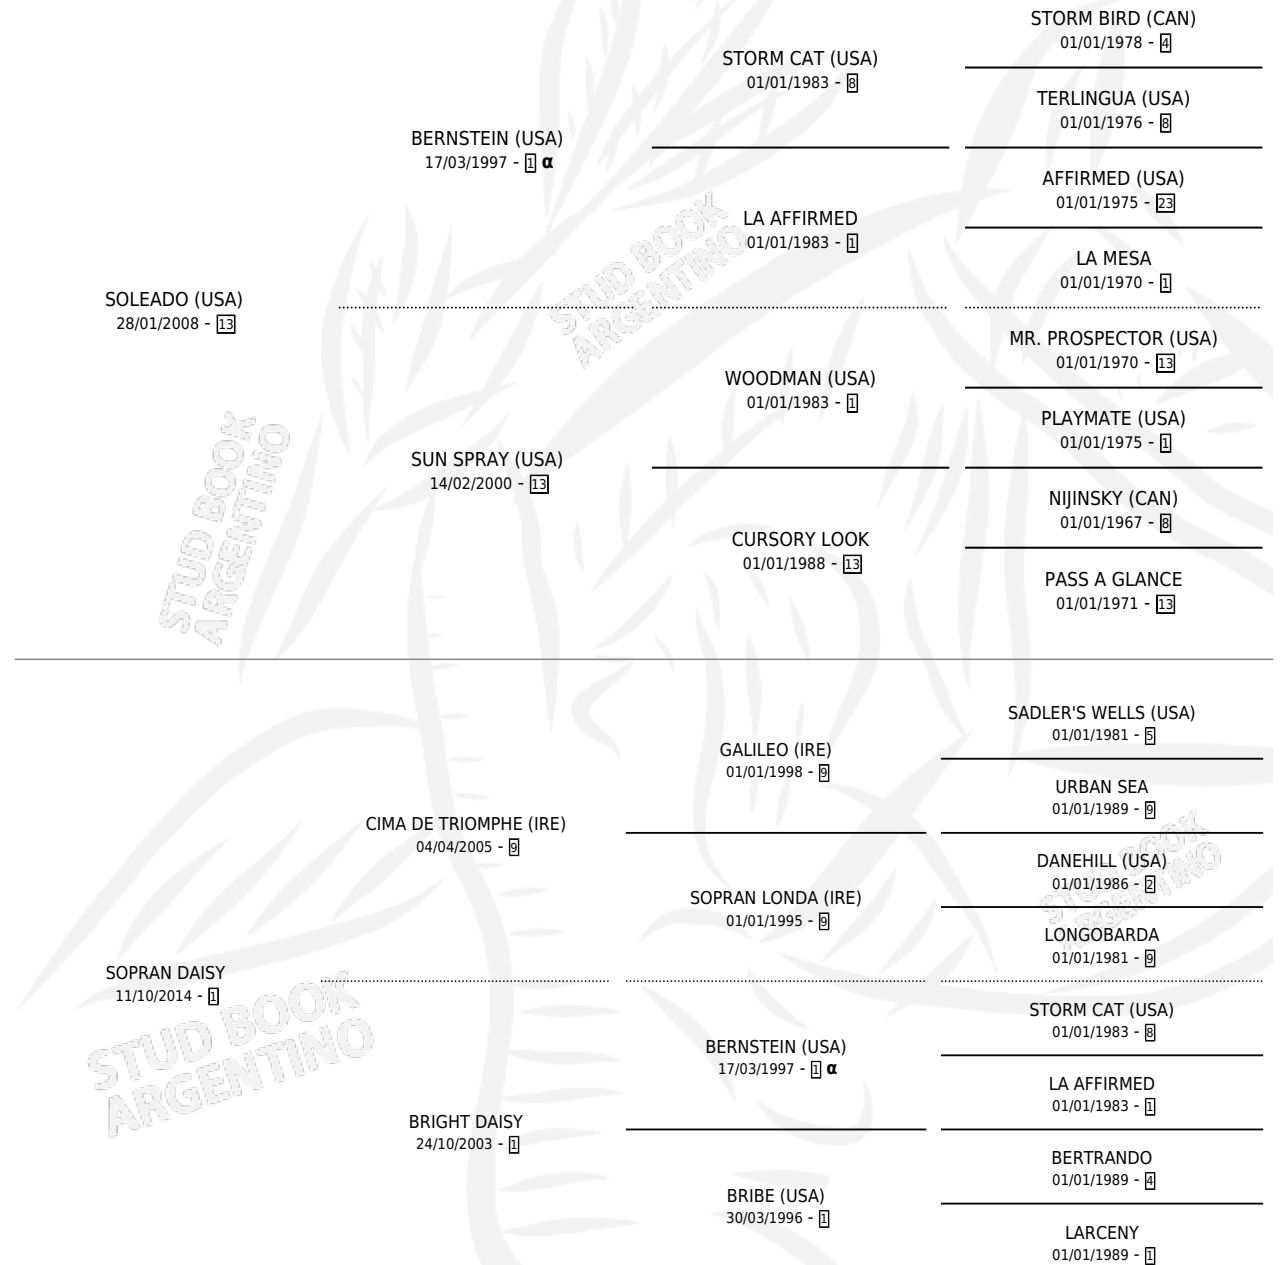 STORM BIRD (CAN)
01/01/1978 - 4
STORM CAT (USA)
01/01/1983 - 8
TERLINGUA (USA)
01/01/1976 - 8
BERNSTEIN (USA)
17/03/1997 - 1 α
AFFIRMED (USA)
01/01/1975 - 23
LA AFFIRMED
01/01/1983 - 1
LA MESA
01/01/1970 - 1
SOLEADO (USA)
28/01/2008 - 13
MR. PROSPECTOR (USA)
01/01/1970 - 13
WOODMAN (USA)
01/01/1983 - 1
PLAYMATE (USA)
01/01/1975 - 1
SUN SPRAY (USA)
14/02/2000 - 13
NIJINSKY (CAN)
01/01/1967 - 8
CURSORY LOOK
01/01/1988 - 13
PASS A GLANCE
01/01/1971 - 13
STUD BOOK
ARGENTINO
STUD BOOK
ARGENTINO
SADLER'S WELLS (USA)
01/01/1981 - 5
GALILEO (IRE)
01/01/1998 - 9
URBAN SEA
01/01/1989 - 9
CIMA DE TRIOMPHE (IRE)
04/04/2005 - 9
DANEHILL (USA)
01/01/1986 - 2
SOPRAN LONDA (IRE)
01/01/1995 - 9
LONGOBARDA
01/01/1981 - 9
SOPRAN DAISY
11/10/2014 - 1
STORM CAT (USA)
01/01/1983 - 8
BERNSTEIN (USA)
17/03/1997 - 1 α
LA AFFIRMED
01/01/1983 - 1
BRIGHT DAISY
24/10/2003 - 1
BERTRANDO
01/01/1989 - 4
BRIBE (USA)
30/03/1996 - 1
LARCENY
01/01/1989 - 1
STUD BOOK
ARGENTINO
STUD BOOK
ARGENTINO